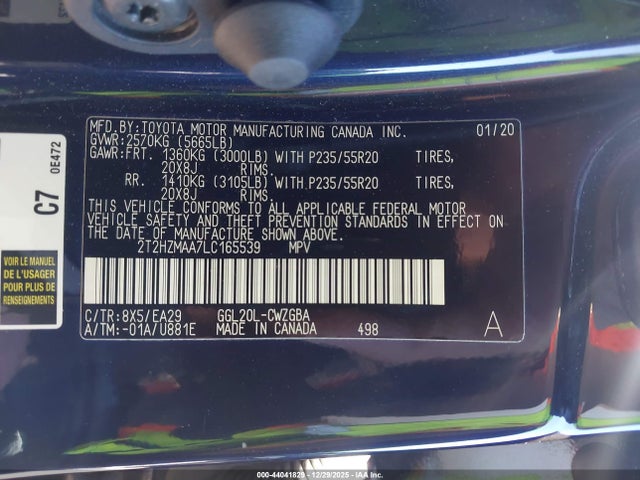 MFD.BY:TOYOTA MOTOR MANUFACTURING CANADA INC. 01/20
GVWR:2570KG (5665LB)
GAWR:FRT. 1360KG (3000LB) WITH P235/55R20 TIRES,
20X8J RIMS.
RR. 1410KG (3105LB) WITH P235/55R20 TIRES,
20X8J RIMS.
THIS VEHICLE CONFORMS TO ALL APPLICABLE FEDERAL MOTOR
VEHICLE SAFETY AND THEFT PREVENTION STANDARDS IN EFFECT ON
THE DATE OF MANUFACTURE SHOWN ABOVE.
2T2HZMAA7LC165539 MPV
C/TR:8X5/EA29 GGL20L-CWZGBA
A/TM:-01A/U881E MADE IN CANADA 498 A
C7 0E472
VOIR LE MANUEL
DE L'USAGER
POUR PLUS DE
RENSEIGNEMENTS
000-44041829 - 12/29/2025 - IAAI.COM